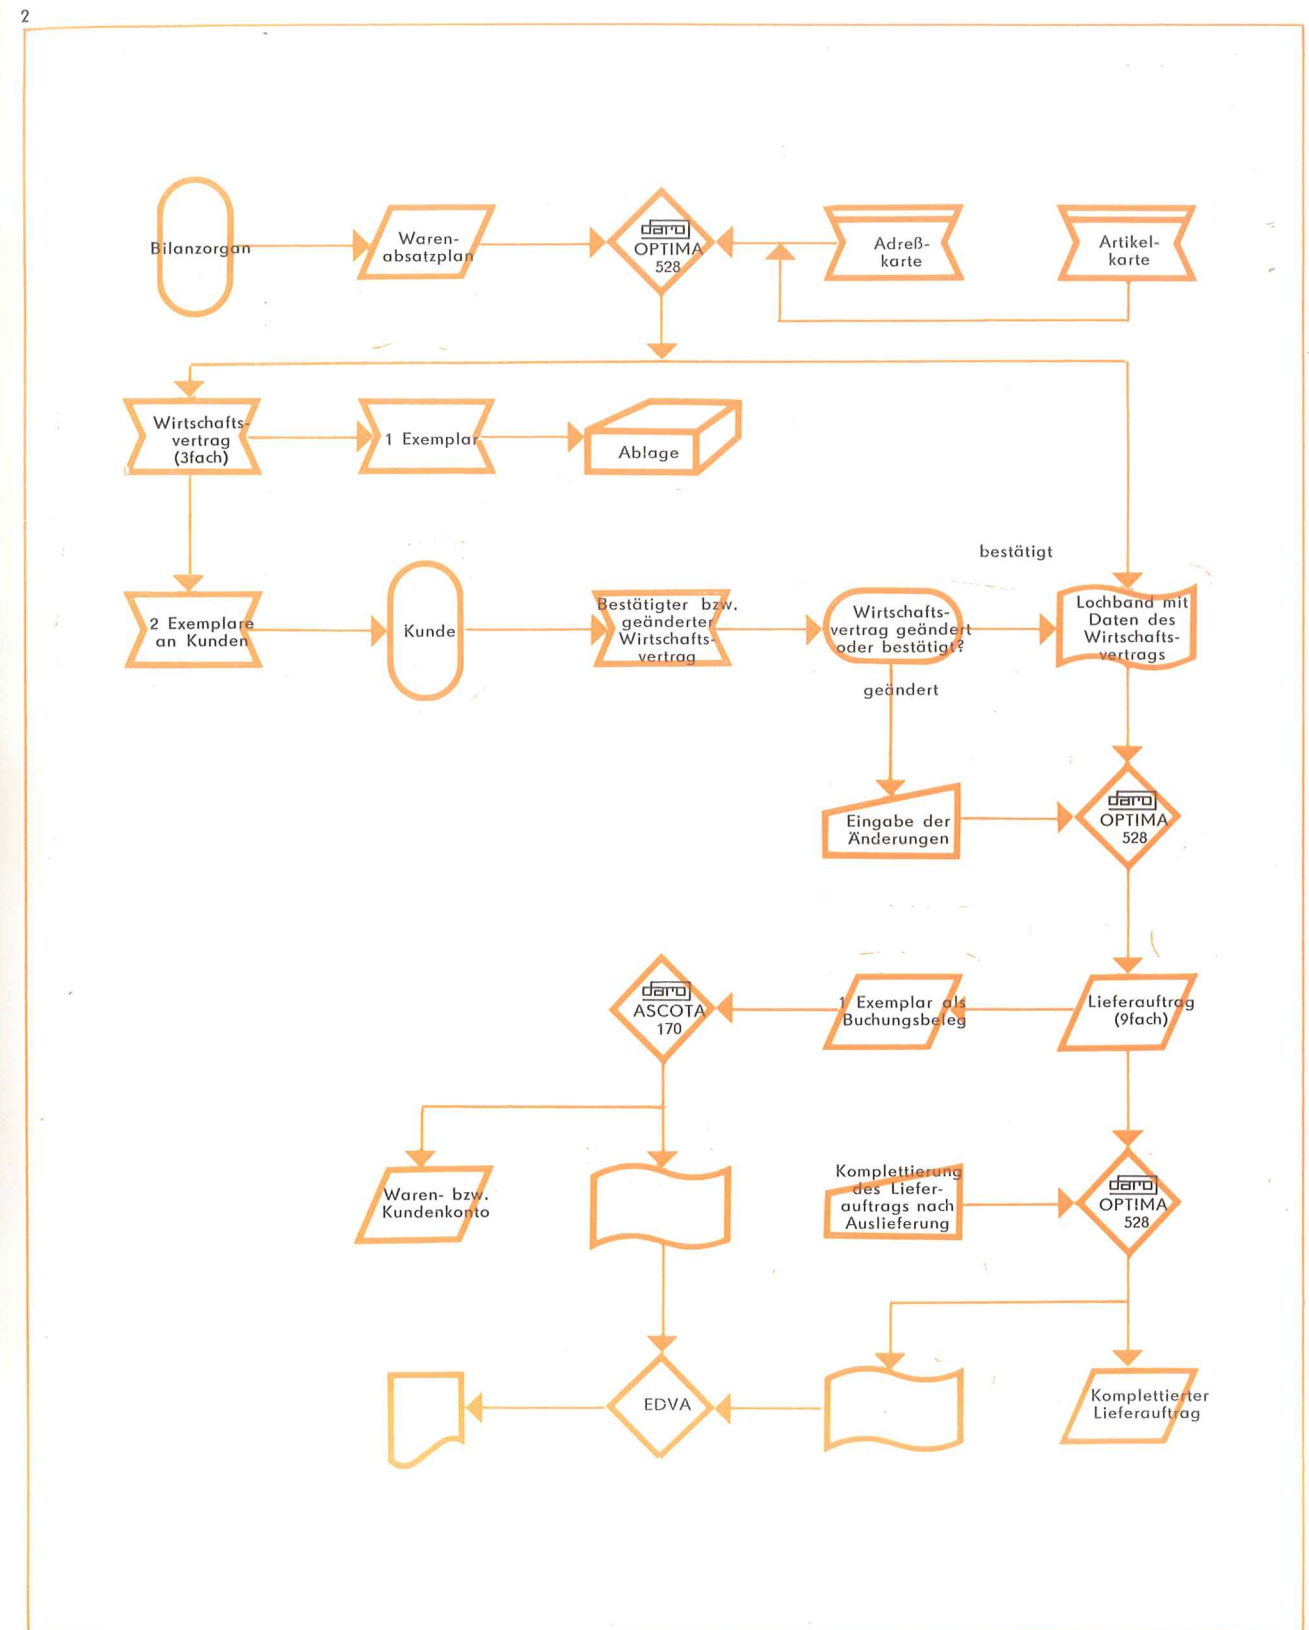 2
Bilanzorgan
Waren-
absatzplan
daro
OPTIMA
528
Adreß-
karte
Artikel-
karte
Wirtschafts-
vertrag
(3fach)
1 Exemplar
Ablage
bestätigt
2 Exemplare
an Kunden
Kunde
Bestätigter bzw.
geänderter
Wirtschafts-
vertrag
Wirtschafts-
vertrag geändert
oder bestätigt?
Lochband mit
Daten des
Wirtschafts-
vertrags
geändert
Eingabe der
Änderungen
daro
OPTIMA
528
daro
ASCOTA
170
1 Exemplar als
Buchungsbeleg
Lieferauftrag
(9fach)
Waren- bzw.
Kundenkonto
Komplettierung
des Liefer-
auftrags nach
Auslieferung
daro
OPTIMA
528
EDVA
Komplettierter
Lieferauftrag